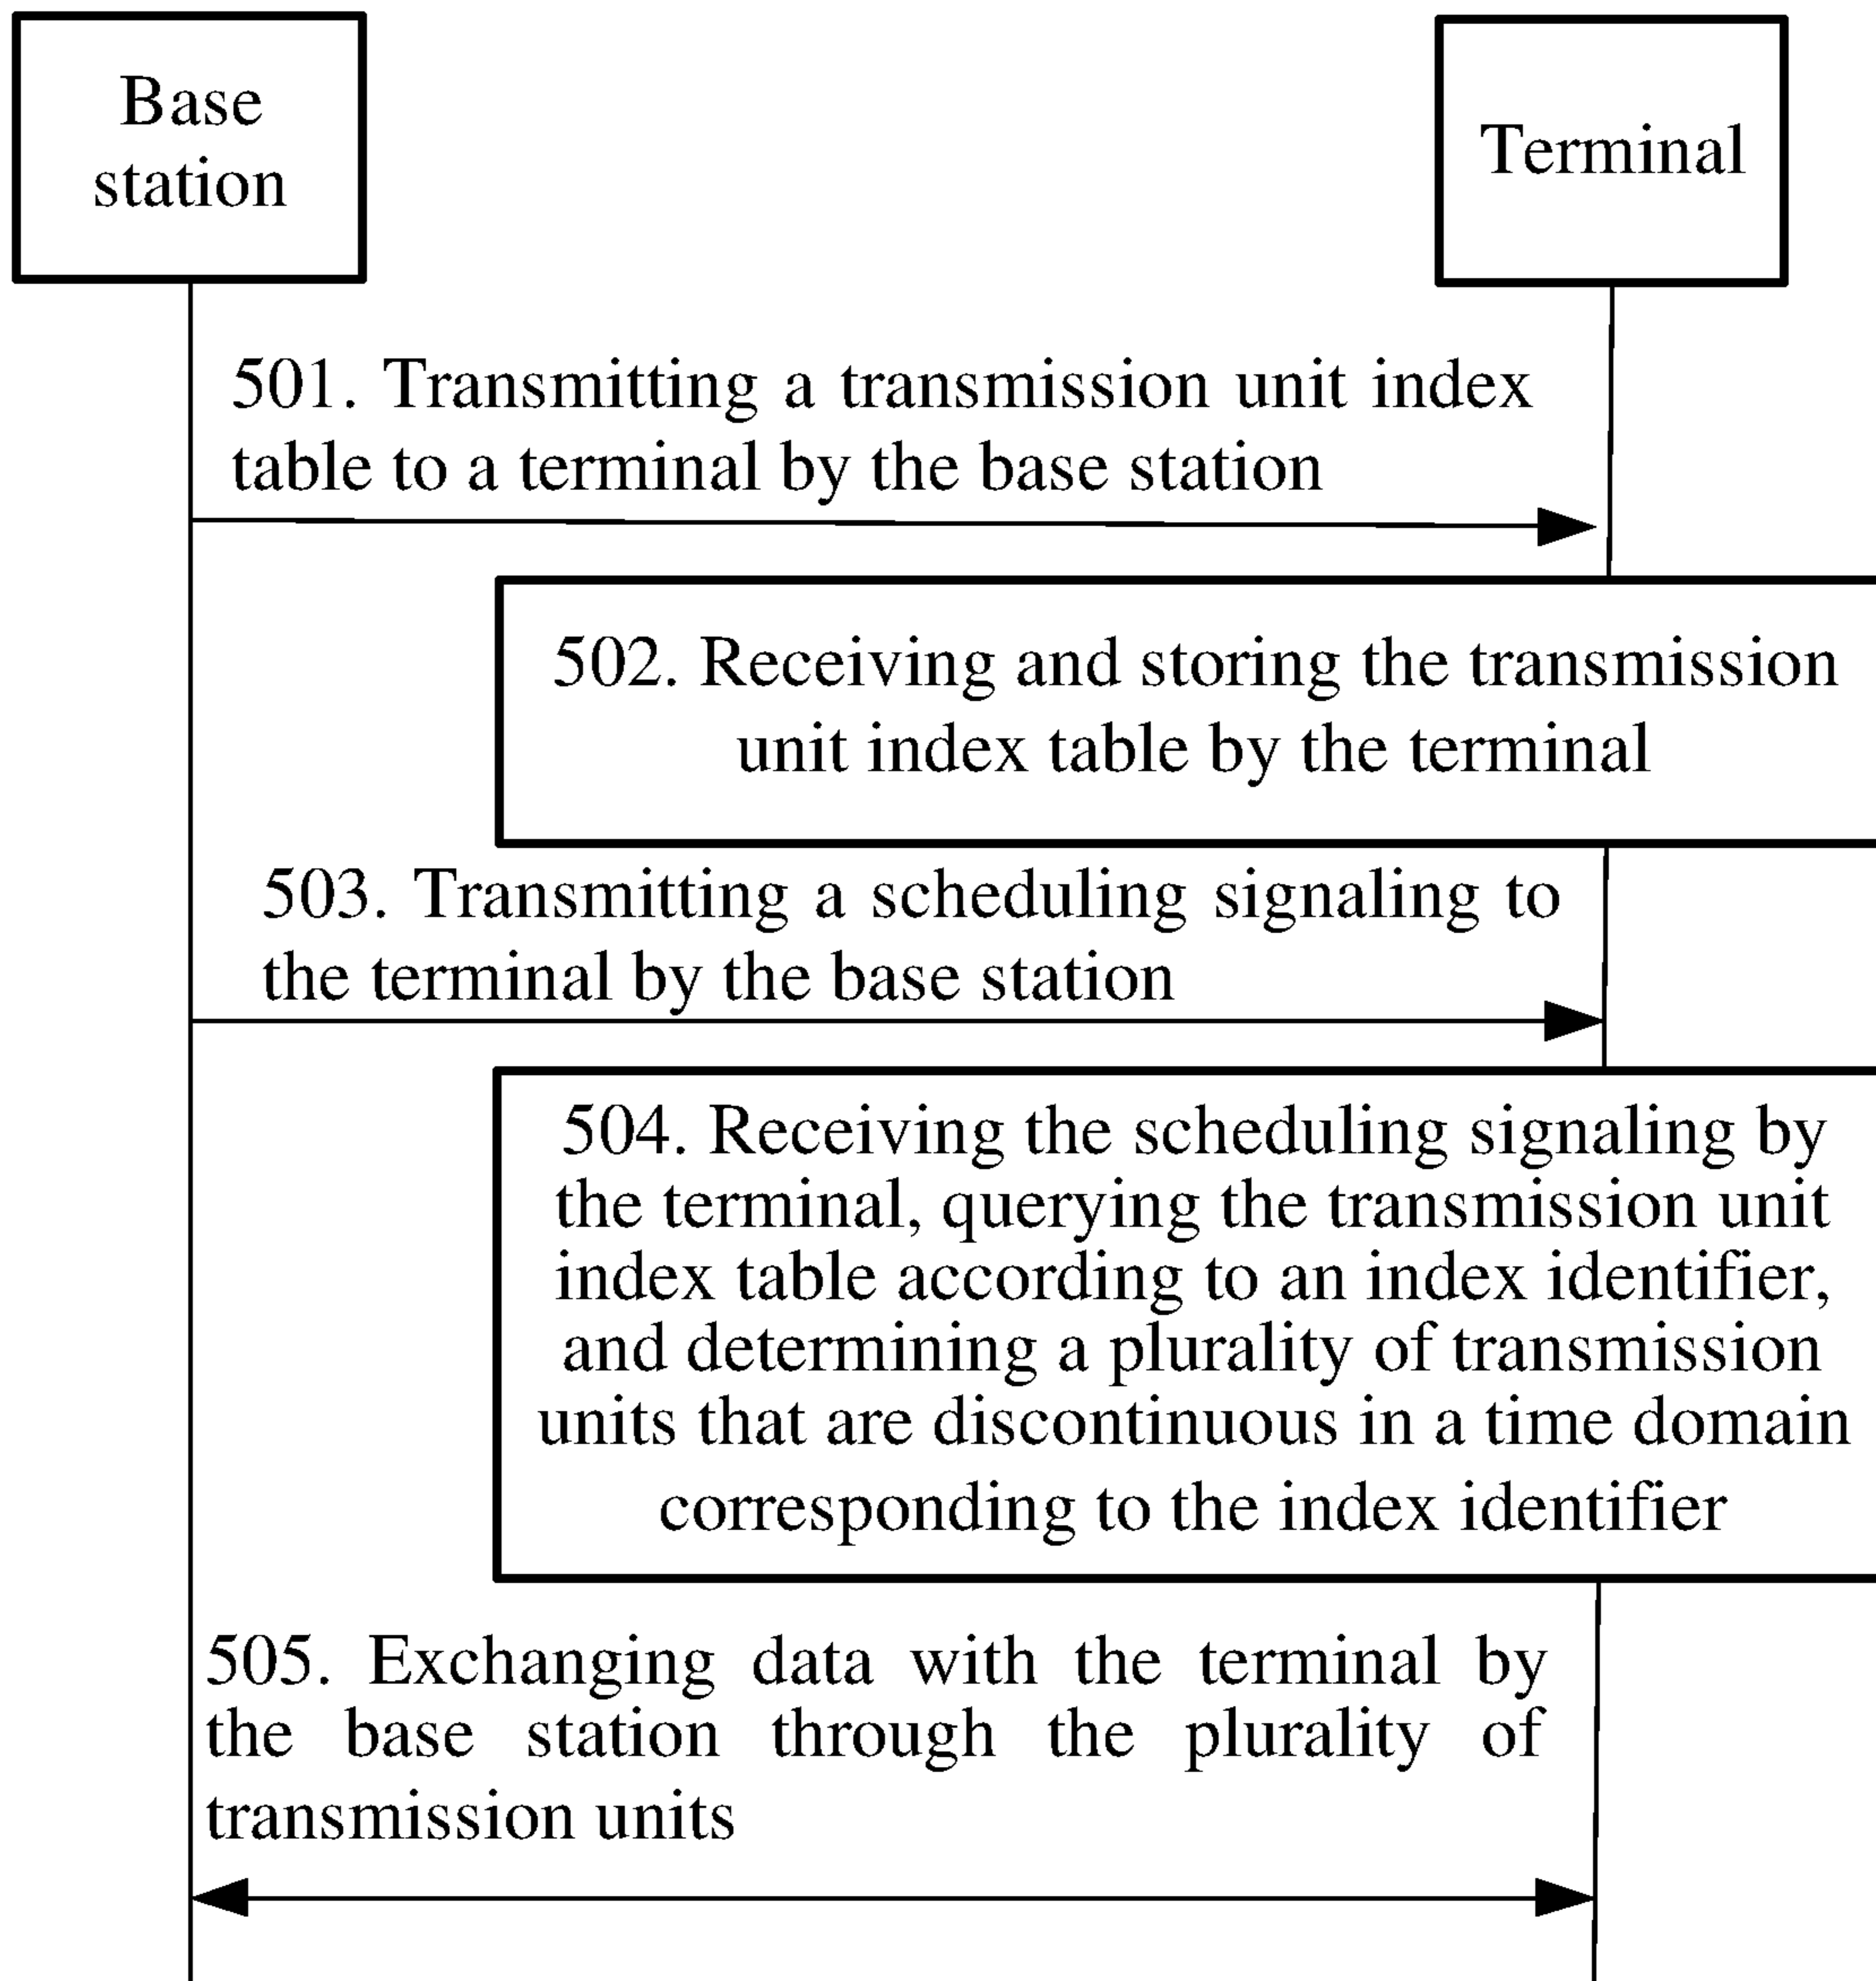 Base
station
Terminal
501. Transmitting a transmission unit index
table to a terminal by the base station
502. Receiving and storing the transmission
unit index table by the terminal
503. Transmitting a scheduling signaling to
the terminal by the base station
504. Receiving the scheduling signaling by
the terminal, querying the transmission unit
index table according to an index identifier,
and determining a plurality of transmission
units that are discontinuous in a time domain
corresponding to the index identifier
505. Exchanging data with the terminal by
the base station through the plurality of
transmission units